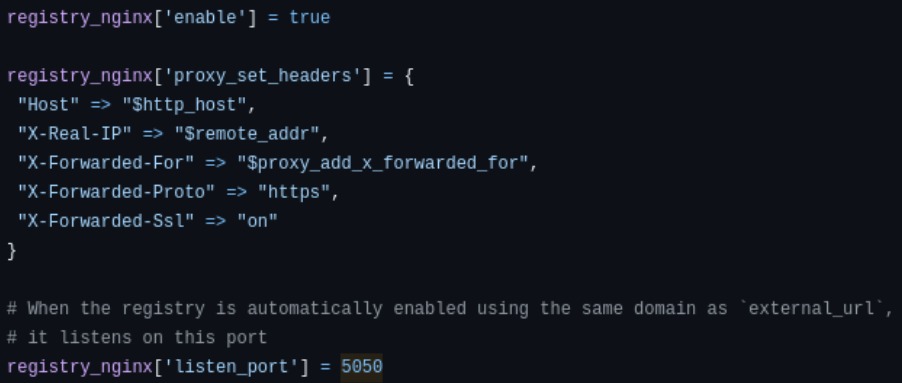 registry_nginx['enable'] = true
registry_nginx['proxy_set_headers'] = {
"Host" => "$http_host",
"X-Real-IP" => "$remote_addr",
"X-Forwarded-For" => "$proxy_add_x_forwarded_for",
"X-Forwarded-Proto" => "https",
"X-Forwarded-Ssl" => "on"
}
# When the registry is automatically enabled using the same domain as `external_url`,
# it listens on this port
registry_nginx['listen_port'] = 5050